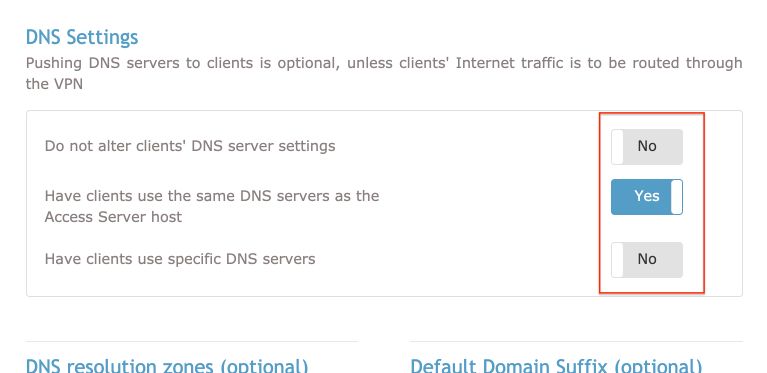 DNS Settings
Pushing DNS servers to clients is optional, unless clients' Internet traffic is to be routed through
the VPN
Do not alter clients' DNS server settings
No
Have clients use the same DNS servers as the
Access Server host
Yes
Have clients use specific DNS servers
No
DNS resolution zones (optional)
Default Domain Suffix (optional)